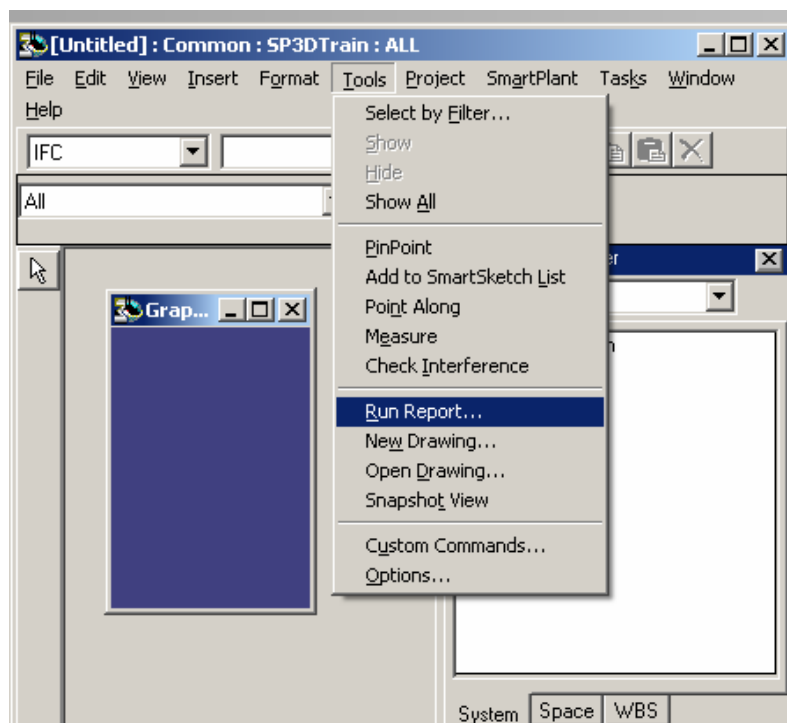 [Untitled] : Common : SP3DTrain : ALL
File Edit View Insert Format Tools Project SmartPlant Tasks Window
Help
IFC
All
Select by Filter...
Show
Hide
Show All
PinPoint
Add to SmartSketch List
Point Along
Measure
Check Interference
Run Report...
New Drawing...
Open Drawing...
Snapshot View
Custom Commands...
Options...
Grap...
System Space WBS